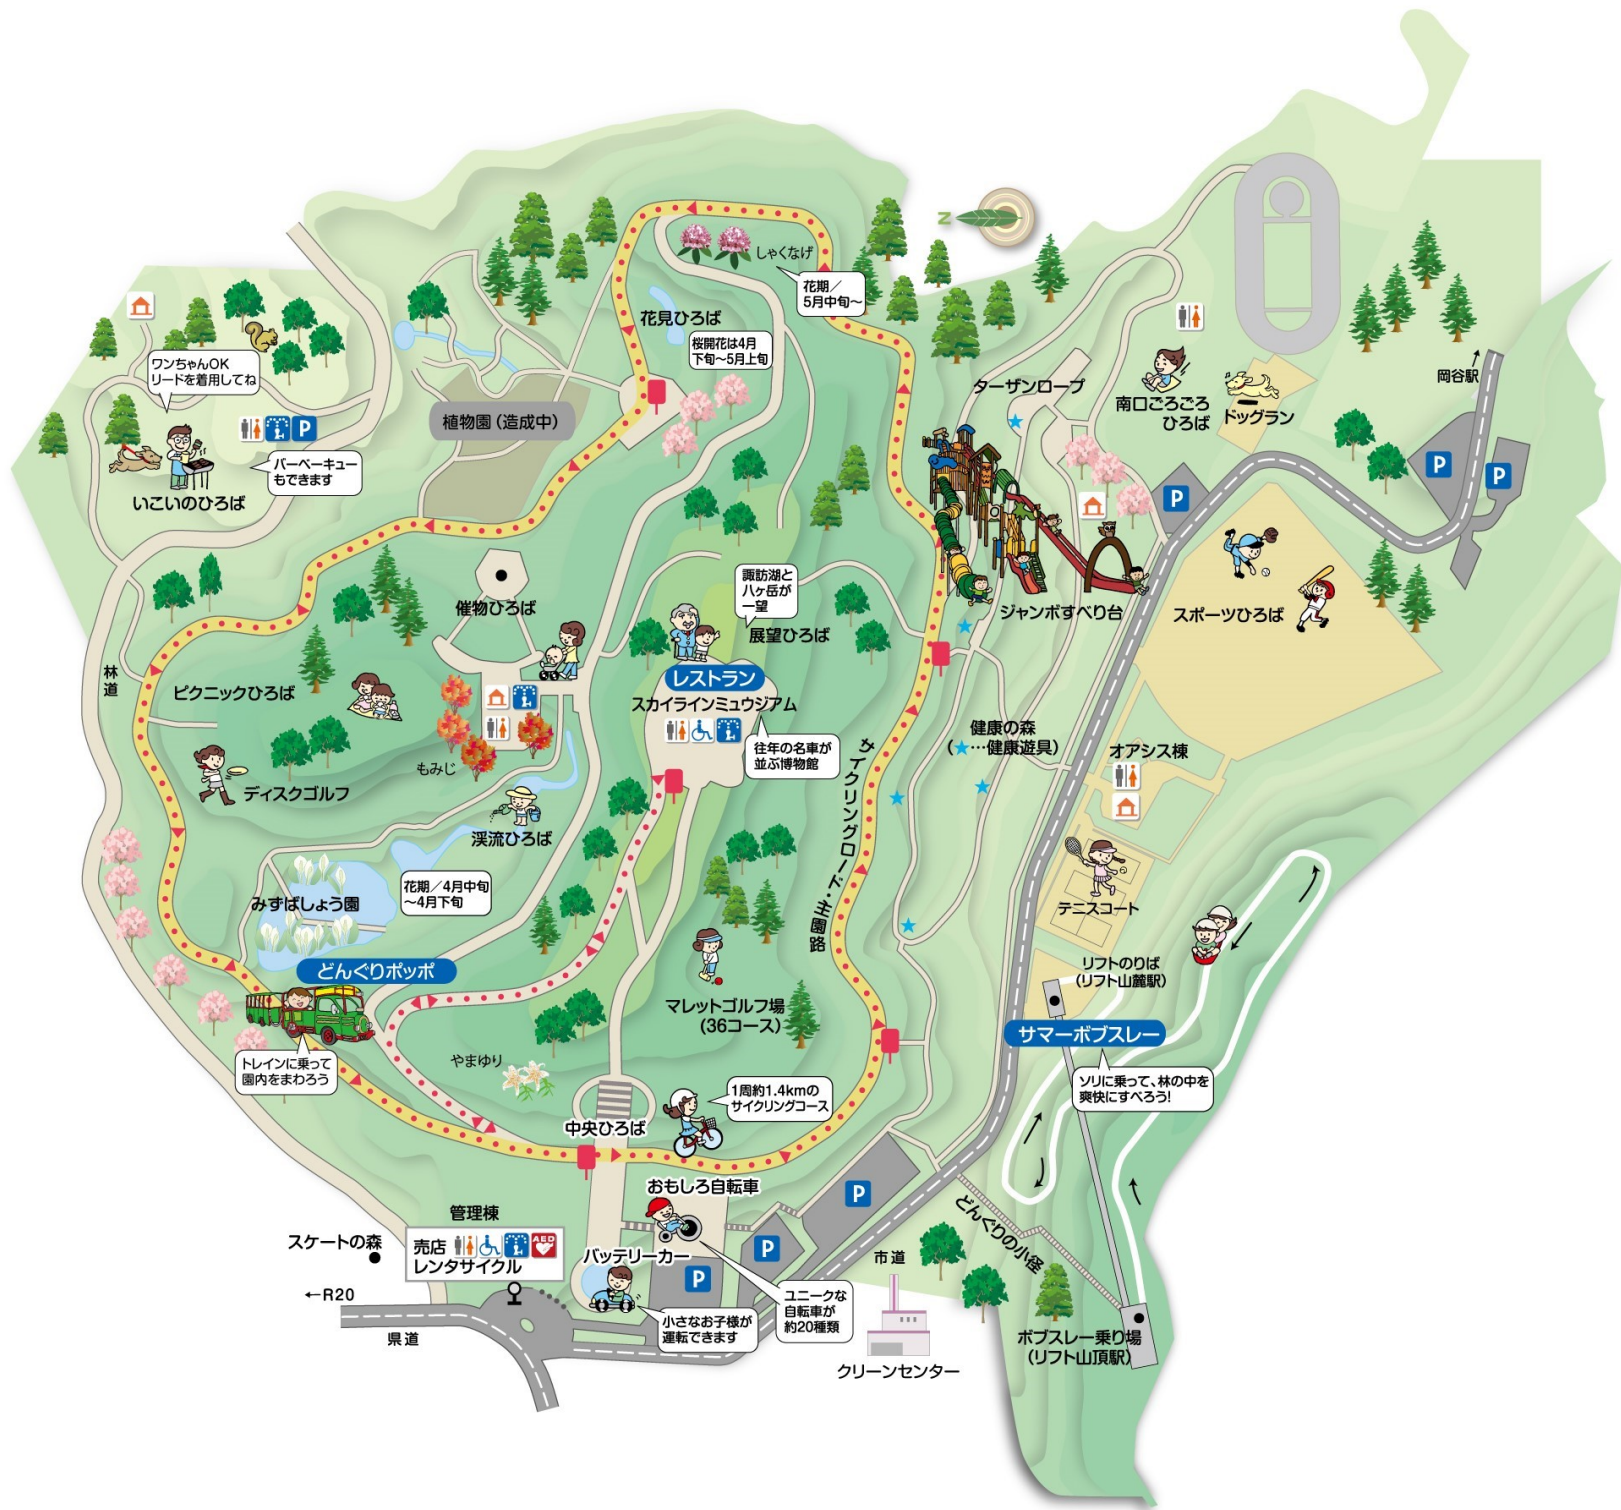 N
しゃくなげ
花期／
5月中旬〜
花見ひろば
桜開花は4月
下旬〜5月上旬
ワンちゃんOK
リードを着用してね
P
バーベーキュー
もできます
いこいのひろば
植物園（造成中）
ターザンロープ
南口ごろごろ
ひろば
ドッグラン
岡谷駅
P
P
P
スポーツひろば
ジャンボすべり台
催物ひろば
諏訪湖と
八ヶ岳が
一望
展望ひろば
レストラン
スカイラインミュウジアム
往年の名車が
並ぶ博物館
林道
ピクニックひろば
もみじ
ディスクゴルフ
渓流ひろば
健康の森
（★…健康遊具）
オアシス棟
サイクリングロード・主園路
テニスコート
花期／4月中旬
〜4月下旬
みずばしょう園
どんぐりポッポ
トレインに乗って
園内をまわろう
マレットゴルフ場
（36コース）
やまゆり
リフトのりば
（リフト山麓駅）
サマーボブスレー
ソリに乗って、林の中を
爽快にすべろう！
1周約1.4kmの
サイクリングコース
中央ひろば
おもしろ自転車
P
P
P
管理棟
売店
AED
レンタサイクル
スケートの森
←R20
県道
バッテリーカー
小さなお子様が
運転できます
ユニークな
自転車が
約20種類
市道
クリーンセンター
どんぐりの小径
ボブスレー乗り場
（リフト山頂駅）